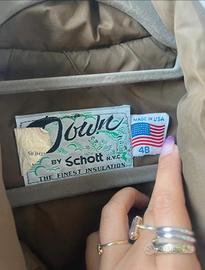 Down
BY Schott N.Y.C
THE FINEST INSULATION
MADE IN USA
48